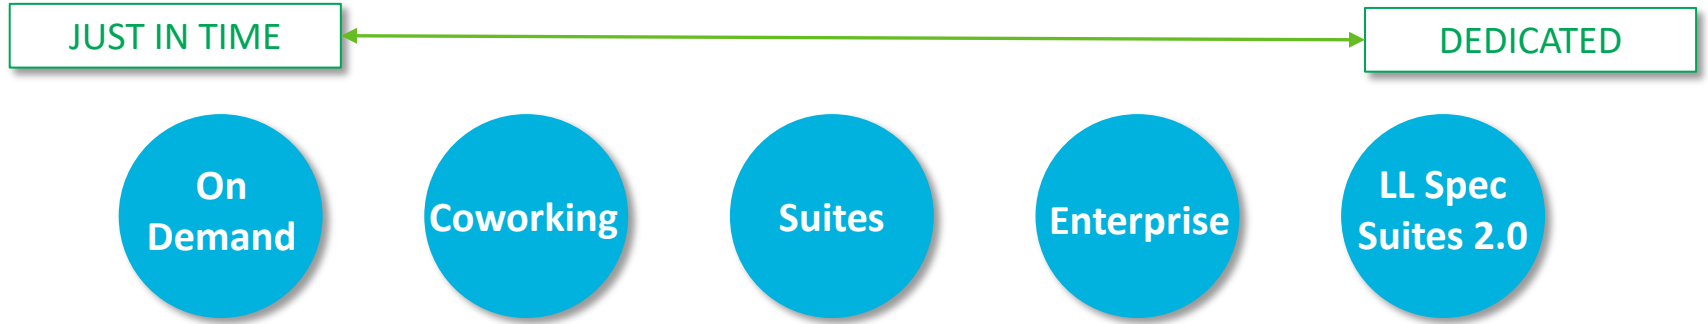 JUST IN TIME
DEDICATED
On
Demand
Coworking
Suites
Enterprise
LL Spec
Suites 2.0